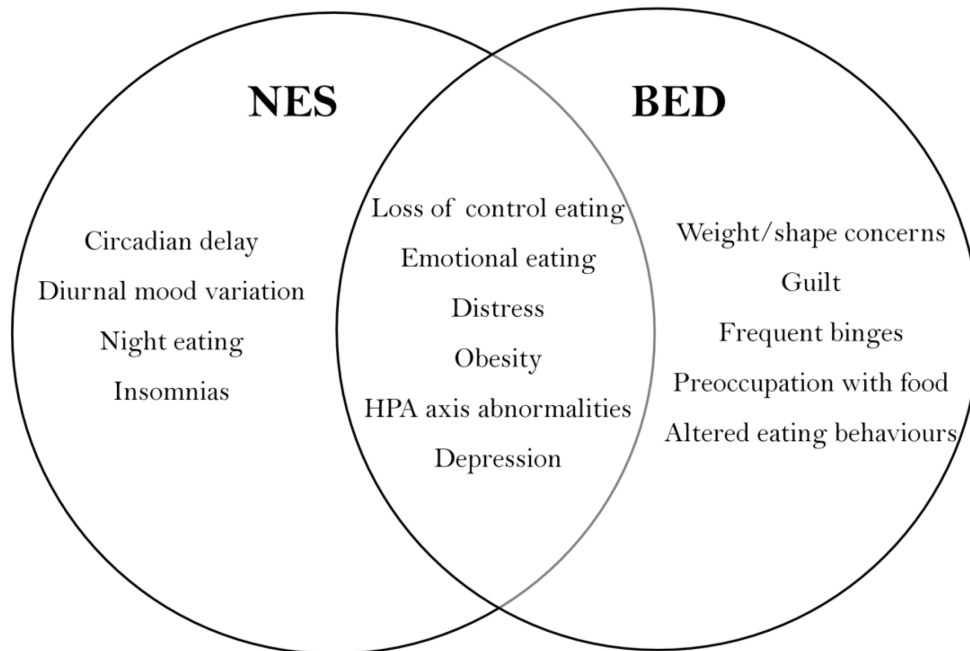 NES
BED
Circadian delay
Diurnal mood variation
Night eating
Insomnias
Loss of control eating
Emotional eating
Distress
Obesity
HPA axis abnormalities
Depression
Weight/shape concerns
Guilt
Frequent binges
Preoccupation with food
Altered eating behaviours